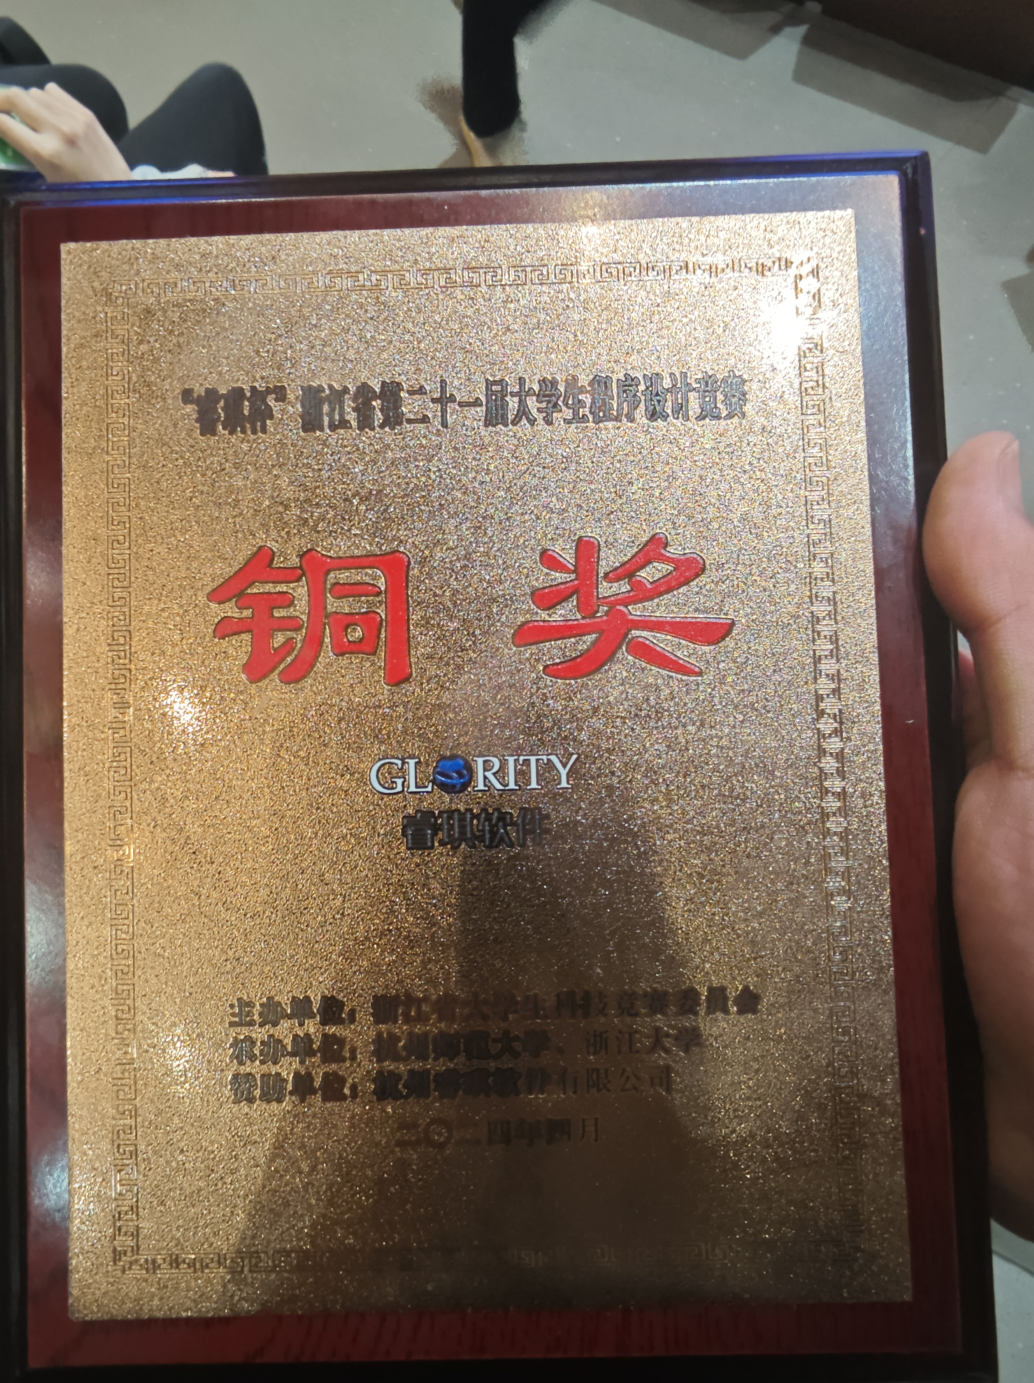 “睿琪杯”浙江省第二十一届大学生程序设计竞赛
铜 奖
GLORITY
睿琪软件
主办单位：浙江省大学生科技竞赛委员会
承办单位：杭州师范大学、浙江大学
赞助单位：杭州睿琪软件有限公司
二〇二四年四月